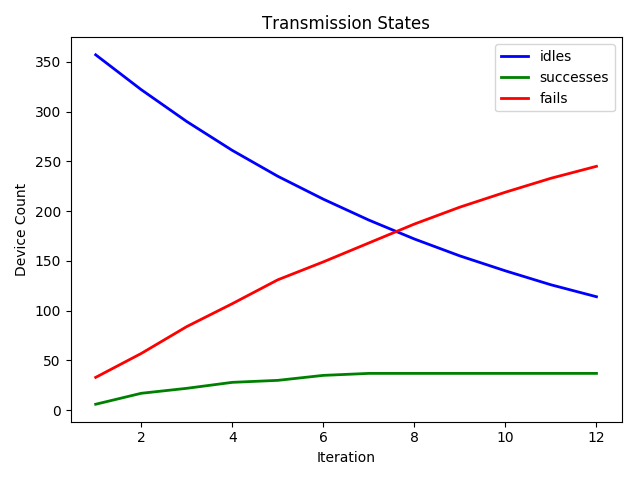 Transmission States
idles
successes
fails
Device Count
350
300
250
200
150
100
50
0
2 4 6 8 10 12
Iteration